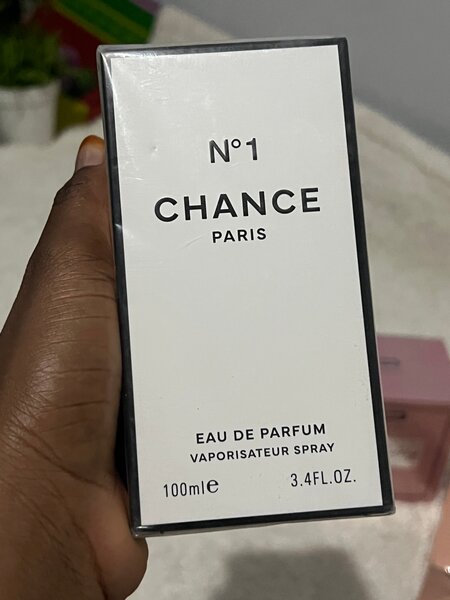 N°1
CHANCE
PARIS
EAU DE PARFUM
VAPORISATEUR SPRAY
100ml℮ 3.4FL.OZ.